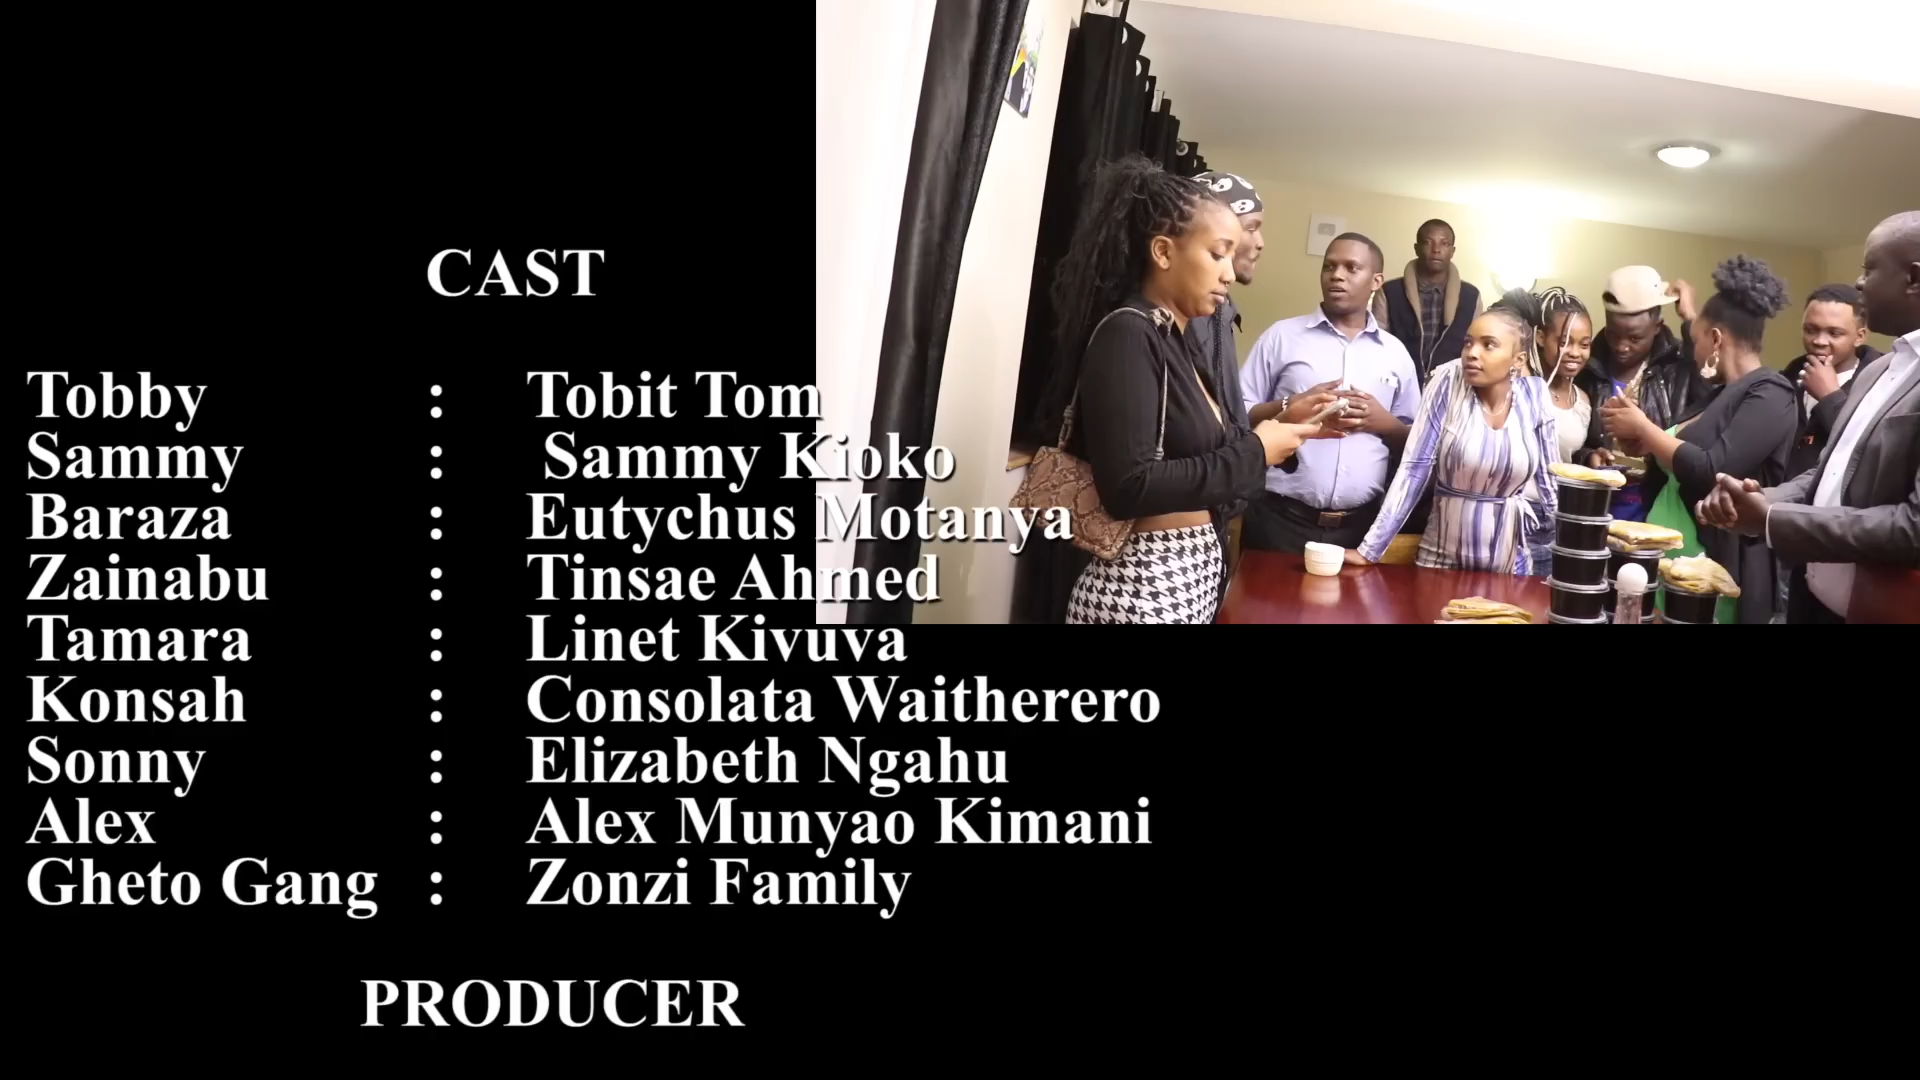 CAST
Tobby : Tobit Tom
Sammy : Sammy Kioko
Baraza : Eutychus Motanya
Zainabu : Tinsae Ahmed
Tamara : Linet Kivuva
Konsah : Consolata Waitherero
Sonny : Elizabeth Ngahu
Alex : Alex Munyao Kimani
Gheto Gang : Zonzi Family
PRODUCER